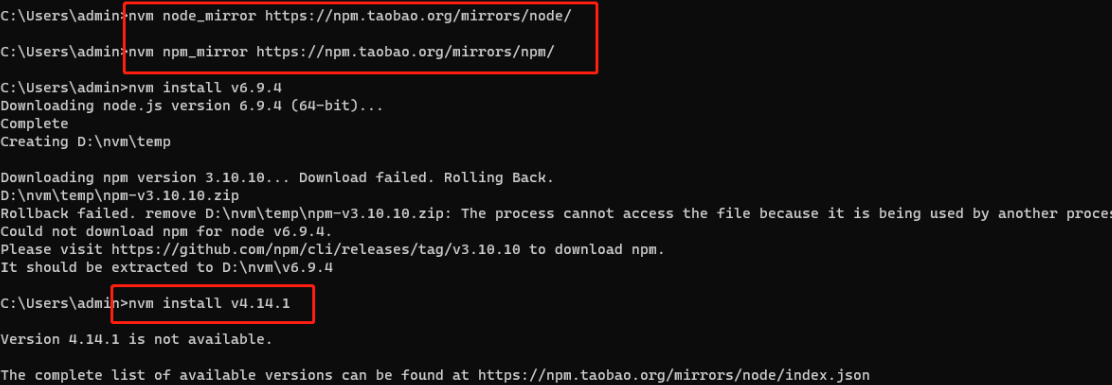 C:\Users\admin>nvm node_mirror https://npm.taobao.org/mirrors/node/
C:\Users\admin>nvm npm_mirror https://npm.taobao.org/mirrors/npm/
C:\Users\admin>nvm install v6.9.4
Downloading node.js version 6.9.4 (64-bit)...
Complete
Creating D:\nvm\temp
Downloading npm version 3.10.10... Download failed. Rolling Back.
D:\nvm\temp\npm-v3.10.10.zip
Rollback failed. remove D:\nvm\temp\npm-v3.10.10.zip: The process cannot access the file because it is being used by another proce
Could not download npm for node v6.9.4.
Please visit https://github.com/npm/cli/releases/tag/v3.10.10 to download npm.
It should be extracted to D:\nvm\v6.9.4
C:\Users\admin>nvm install v4.14.1
Version 4.14.1 is not available.
The complete list of available versions can be found at https://npm.taobao.org/mirrors/node/index.json